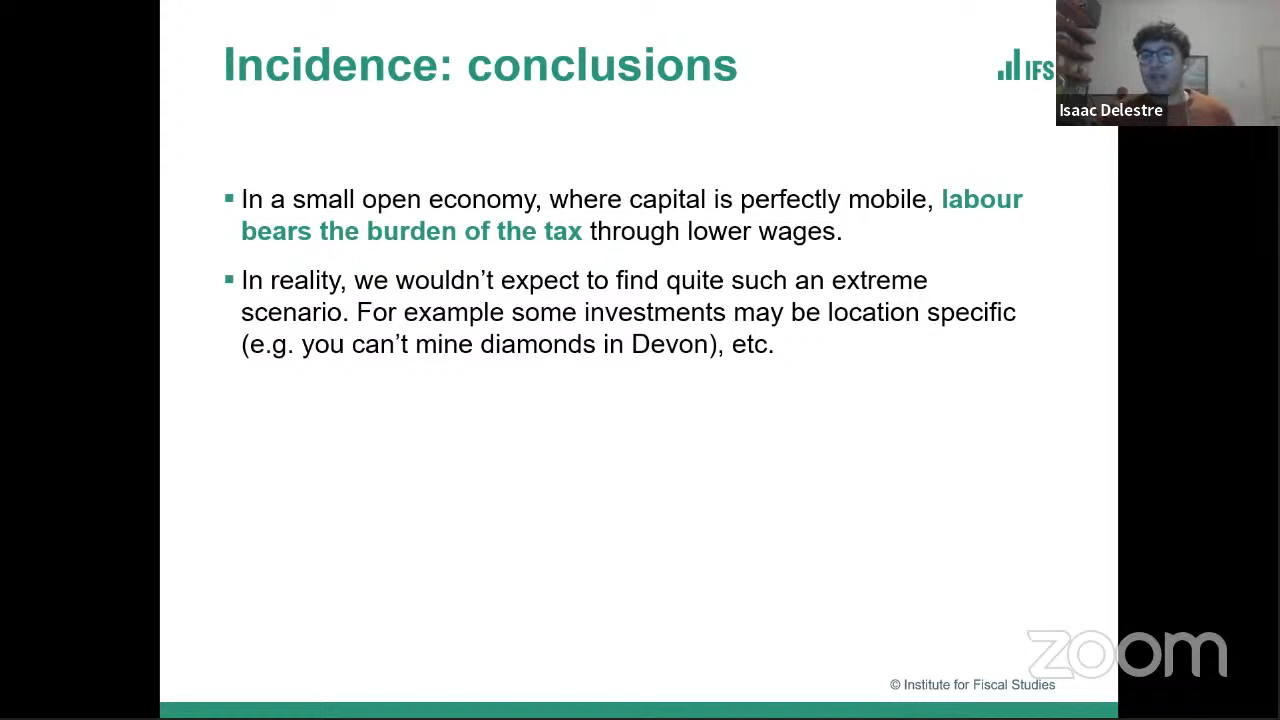 Incidence: conclusions
IFS
Isaac Delestre
▪ In a small open economy, where capital is perfectly mobile, labour
bears the burden of the tax through lower wages.
▪ In reality, we wouldn’t expect to find quite such an extreme
scenario. For example some investments may be location specific
(e.g. you can’t mine diamonds in Devon), etc.
zoom
© Institute for Fiscal Studies